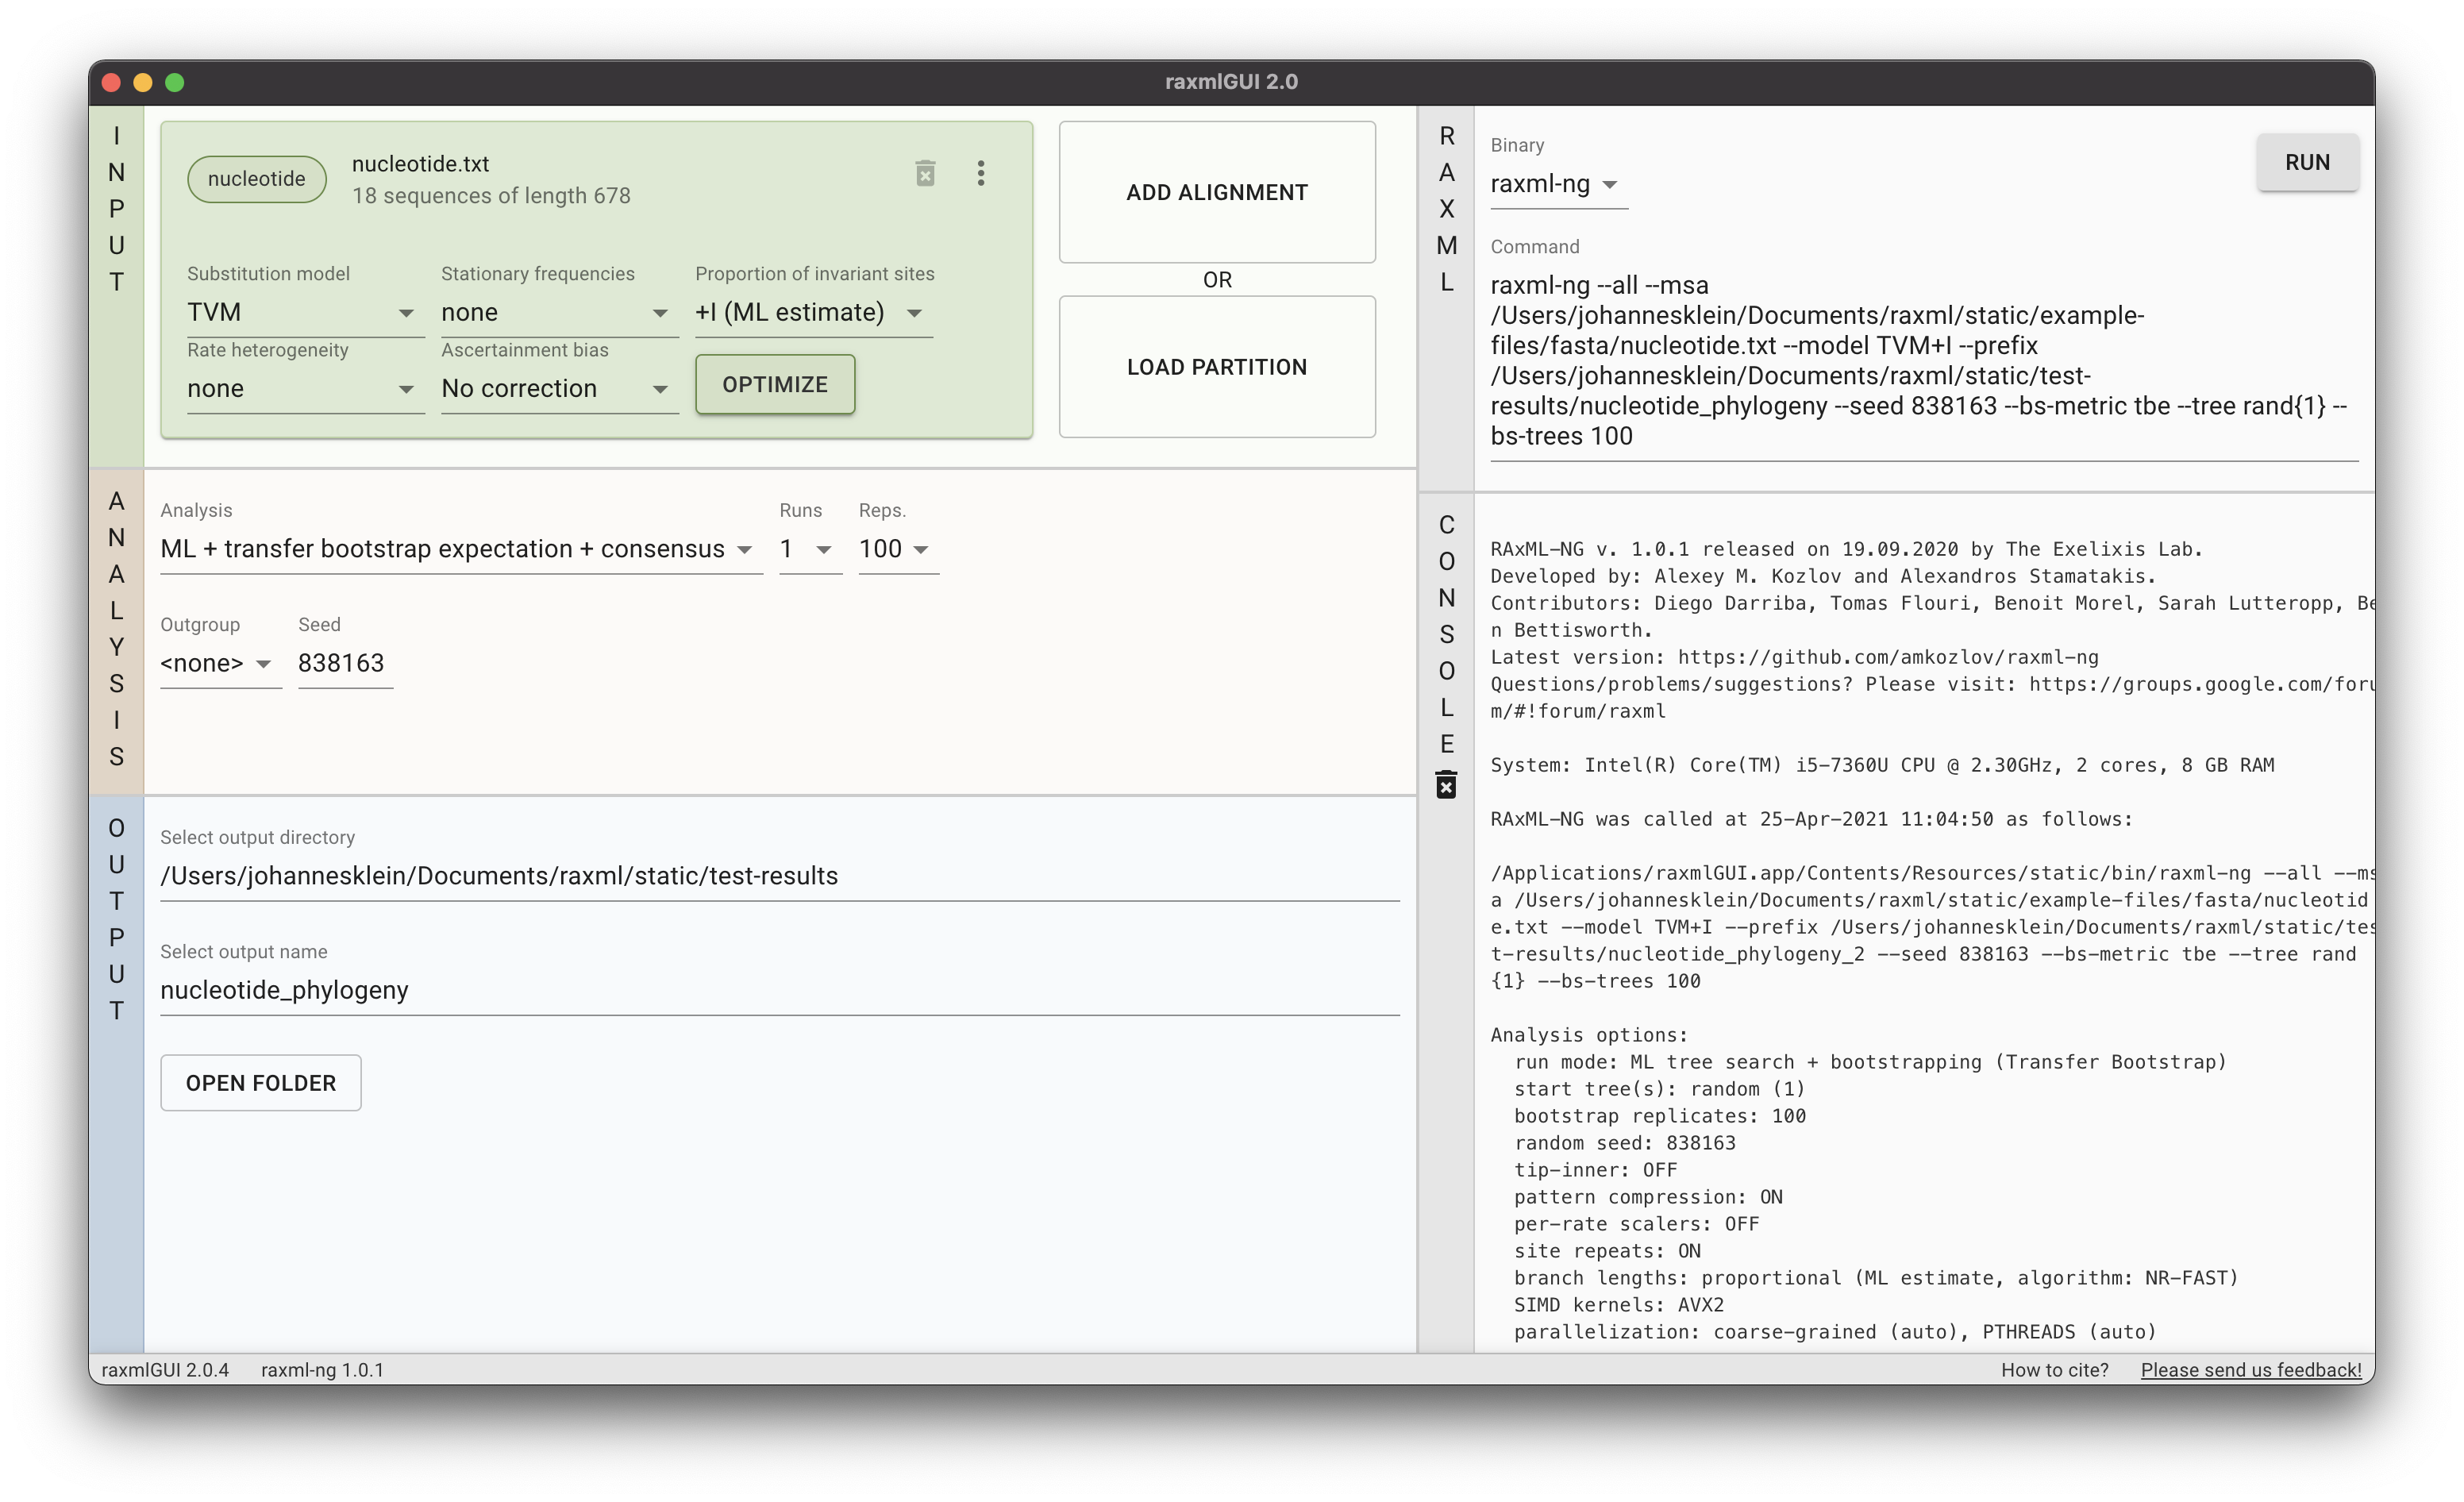 raxmlGUI 2.0
INPUT
nucleotide
nucleotide.txt
18 sequences of length 678
Substitution model
TVM
Stationary frequencies
none
Proportion of invariant sites
+I (ML estimate)
Rate heterogeneity
none
Ascertainment bias
No correction
OPTIMIZE
ADD ALIGNMENT
OR
LOAD PARTITION
ANALYSIS
Analysis
ML + transfer bootstrap expectation + consensus
Runs
1
Reps.
100
Outgroup
<none>
Seed
838163
OUTPUT
Select output directory
/Users/johannesklein/Documents/raxml/static/test-results
Select output name
nucleotide_phylogeny
OPEN FOLDER
RAXML
Binary
raxml-ng
RUN
Command
raxml-ng --all --msa
/Users/johannesklein/Documents/raxml/static/example-
files/fasta/nucleotide.txt --model TVM+I --prefix
/Users/johannesklein/Documents/raxml/static/test-
results/nucleotide_phylogeny --seed 838163 --bs-metric tbe --tree rand{1} --
bs-trees 100
CONSOLE
RAxML-NG v. 1.0.1 released on 19.09.2020 by The Exelixis Lab.
Developed by: Alexey M. Kozlov and Alexandros Stamatakis.
Contributors: Diego Darriba, Tomas Flouri, Benoit Morel, Sarah Lutteropp, Be
n Bettisworth.
Latest version: https://github.com/amkozlov/raxml-ng
Questions/problems/suggestions? Please visit: https://groups.google.com/foru
m/#!forum/raxml
System: Intel(R) Core(TM) i5-7360U CPU @ 2.30GHz, 2 cores, 8 GB RAM
RAxML-NG was called at 25-Apr-2021 11:04:50 as follows:
/Applications/raxmlGUI.app/Contents/Resources/static/bin/raxml-ng --all --ms
a /Users/johannesklein/Documents/raxml/static/example-files/fasta/nucleotid
e.txt --model TVM+I --prefix /Users/johannesklein/Documents/raxml/static/tes
t-results/nucleotide_phylogeny_2 --seed 838163 --bs-metric tbe --tree rand
{1} --bs-trees 100
Analysis options:
run mode: ML tree search + bootstrapping (Transfer Bootstrap)
start tree(s): random (1)
bootstrap replicates: 100
random seed: 838163
tip-inner: OFF
pattern compression: ON
per-rate scalers: OFF
site repeats: ON
branch lengths: proportional (ML estimate, algorithm: NR-FAST)
SIMD kernels: AVX2
parallelization: coarse-grained (auto), PTHREADS (auto)
raxmlGUI 2.0.4
raxml-ng 1.0.1
How to cite?
Please send us feedback!